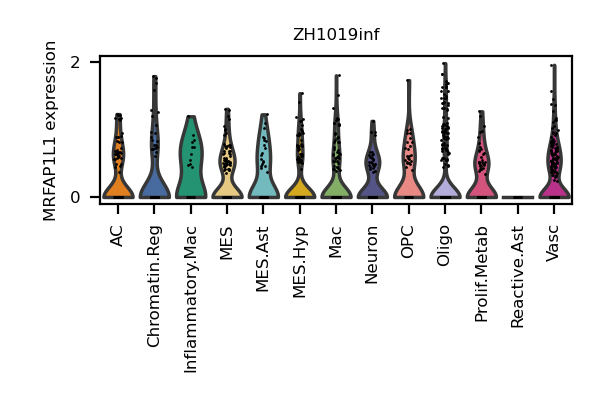 ZH1019inf
MRFAP1L1 expression
2
0
AC
Chromatin.Reg
Inflammatory.Mac
MES
MES.Ast
MES.Hyp
Mac
Neuron
OPC
Oligo
Prolif.Metab
Reactive.Ast
Vasc